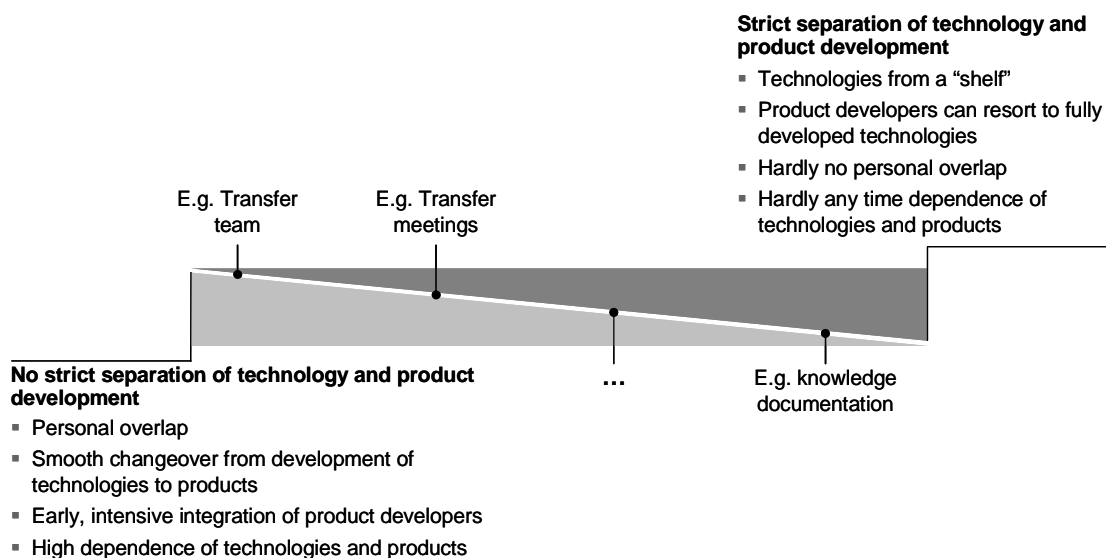 Strict separation of technology and
product development
▪ Technologies from a “shelf”
▪ Product developers can resort to fully
developed technologies
▪ Hardly no personal overlap
▪ Hardly any time dependence of
technologies and products
E.g. Transfer
team
E.g. Transfer
meetings
...
E.g. knowledge
documentation
No strict separation of technology and product
development
▪ Personal overlap
▪ Smooth changeover from development of
technologies to products
▪ Early, intensive integration of product developers
▪ High dependence of technologies and products